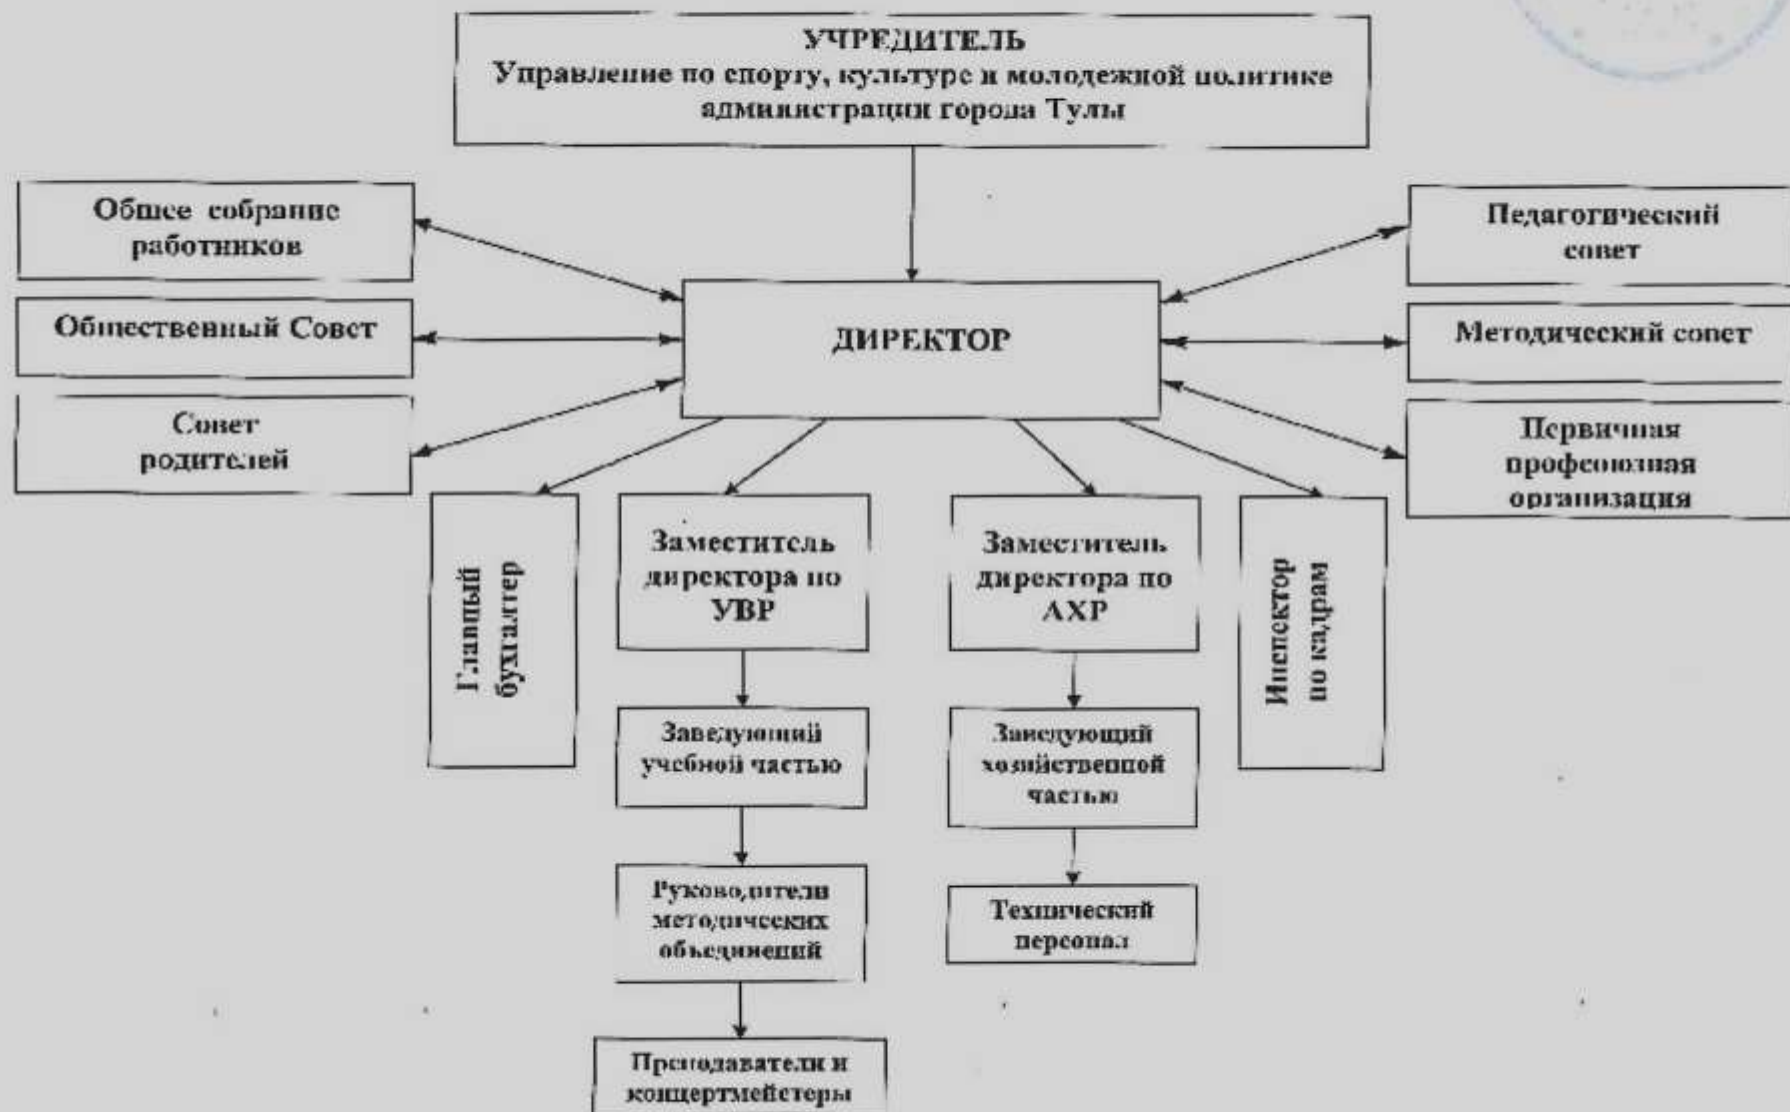 УЧРЕДИТЕЛЬ
Управление по спорту, культуре и молодежной политике
администрации города Тулы
Общее собрание
работников
Общественный Совет
Совет
родителей
ДИРЕКТОР
Педагогический
совет
Методический совет
Первичная
профсоюзная
организация
Главный
бухгалтер
Заместитель
директора по
УВР
Заместитель
директора по
АХР
Инспектор
по кадрам
Заведующий
учебной частью
Заведующий
хозяйственной
частью
Руководители
методических
объединений
Технический
персонал
Преподаватели и
концертмейстеры